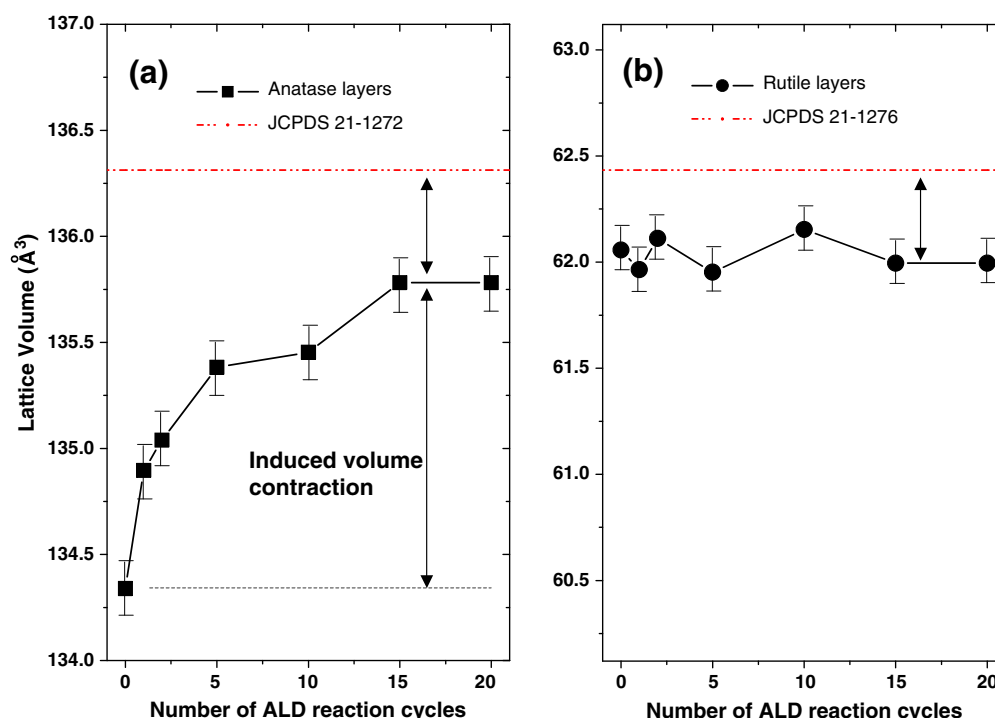 (a)
Anatase layers
JCPDS 21-1272
Induced volume
contraction
Lattice Volume (Å³)
137.0
136.5
136.0
135.5
135.0
134.5
134.0
0 5 10 15 20
Number of ALD reaction cycles
(b)
Rutile layers
JCPDS 21-1276
63.0
62.5
62.0
61.5
61.0
60.5
0 5 10 15 20
Number of ALD reaction cycles